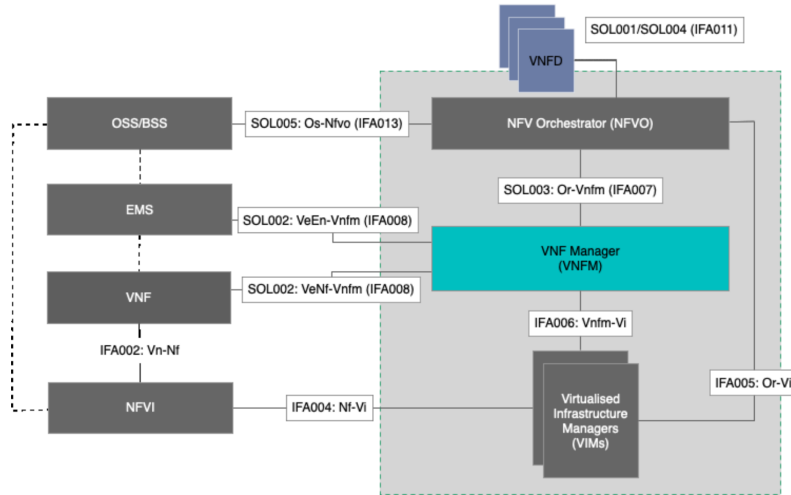 SOL001/SOL004 (IFA011)
VNFD
OSS/BSS
SOL005: Os-Nfvo (IFA013)
NFV Orchestrator (NFVO)
SOL003: Or-Vnfm (IFA007)
EMS
SOL002: VeEn-Vnfm (IFA008)
VNF Manager
(VNFM)
VNF
SOL002: VeNf-Vnfm (IFA008)
IFA006: Vnfm-Vi
IFA002: Vn-Nf
IFA005: Or-Vi
NFVI
IFA004: Nf-Vi
Virtualised
Infrastructure
Managers
(VIMs)